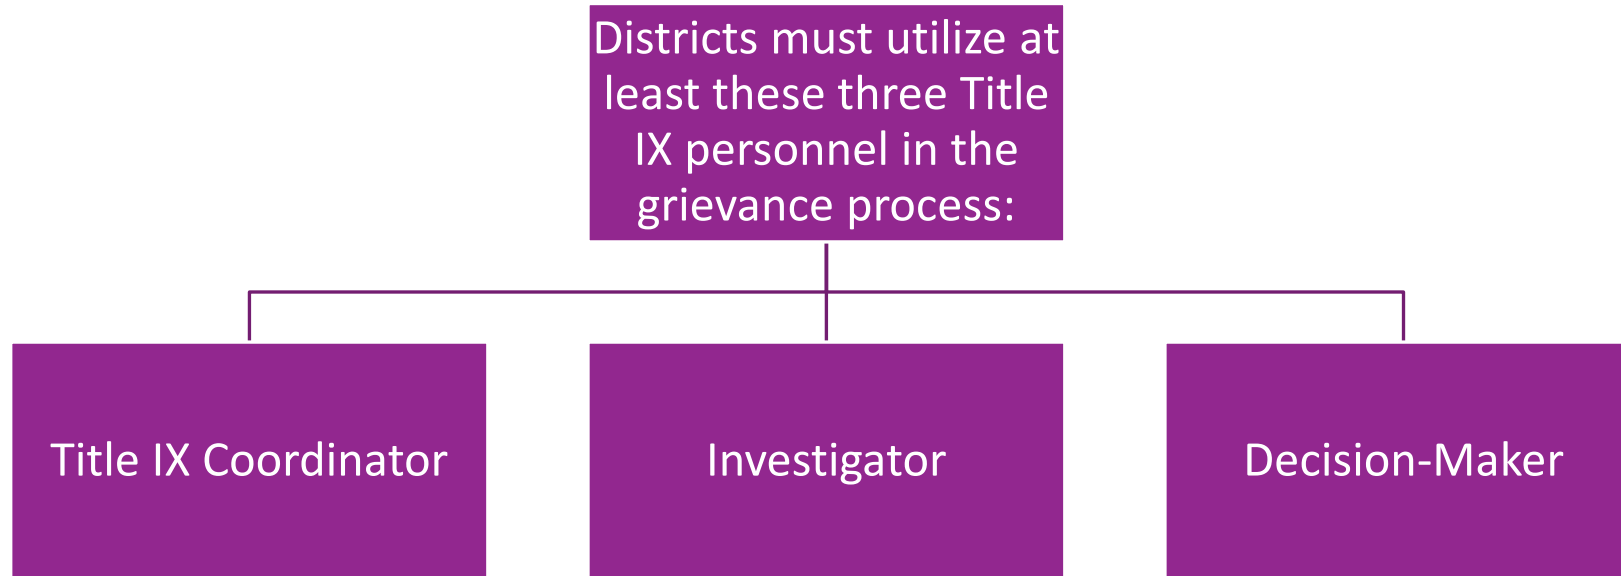 Districts must utilize at
least these three Title
IX personnel in the
grievance process:
Title IX Coordinator
Investigator
Decision-Maker